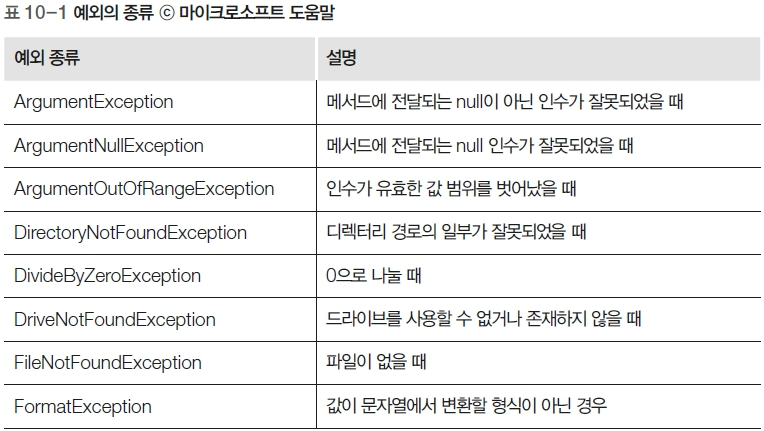 표 10-1 예외의 종류 ⓒ 마이크로소프트 도움말
예외 종류 설명
ArgumentException 메서드에 전달되는 null이 아닌 인수가 잘못되었을 때
ArgumentNullException 메서드에 전달되는 null 인수가 잘못되었을 때
ArgumentOutOfRangeException 인수가 유효한 값 범위를 벗어났을 때
DirectoryNotFoundException 디렉터리 경로의 일부가 잘못되었을 때
DivideByZeroException 0으로 나눌 때
DriveNotFoundException 드라이브를 사용할 수 없거나 존재하지 않을 때
FileNotFoundException 파일이 없을 때
FormatException 값이 문자열에서 변환할 형식이 아닌 경우